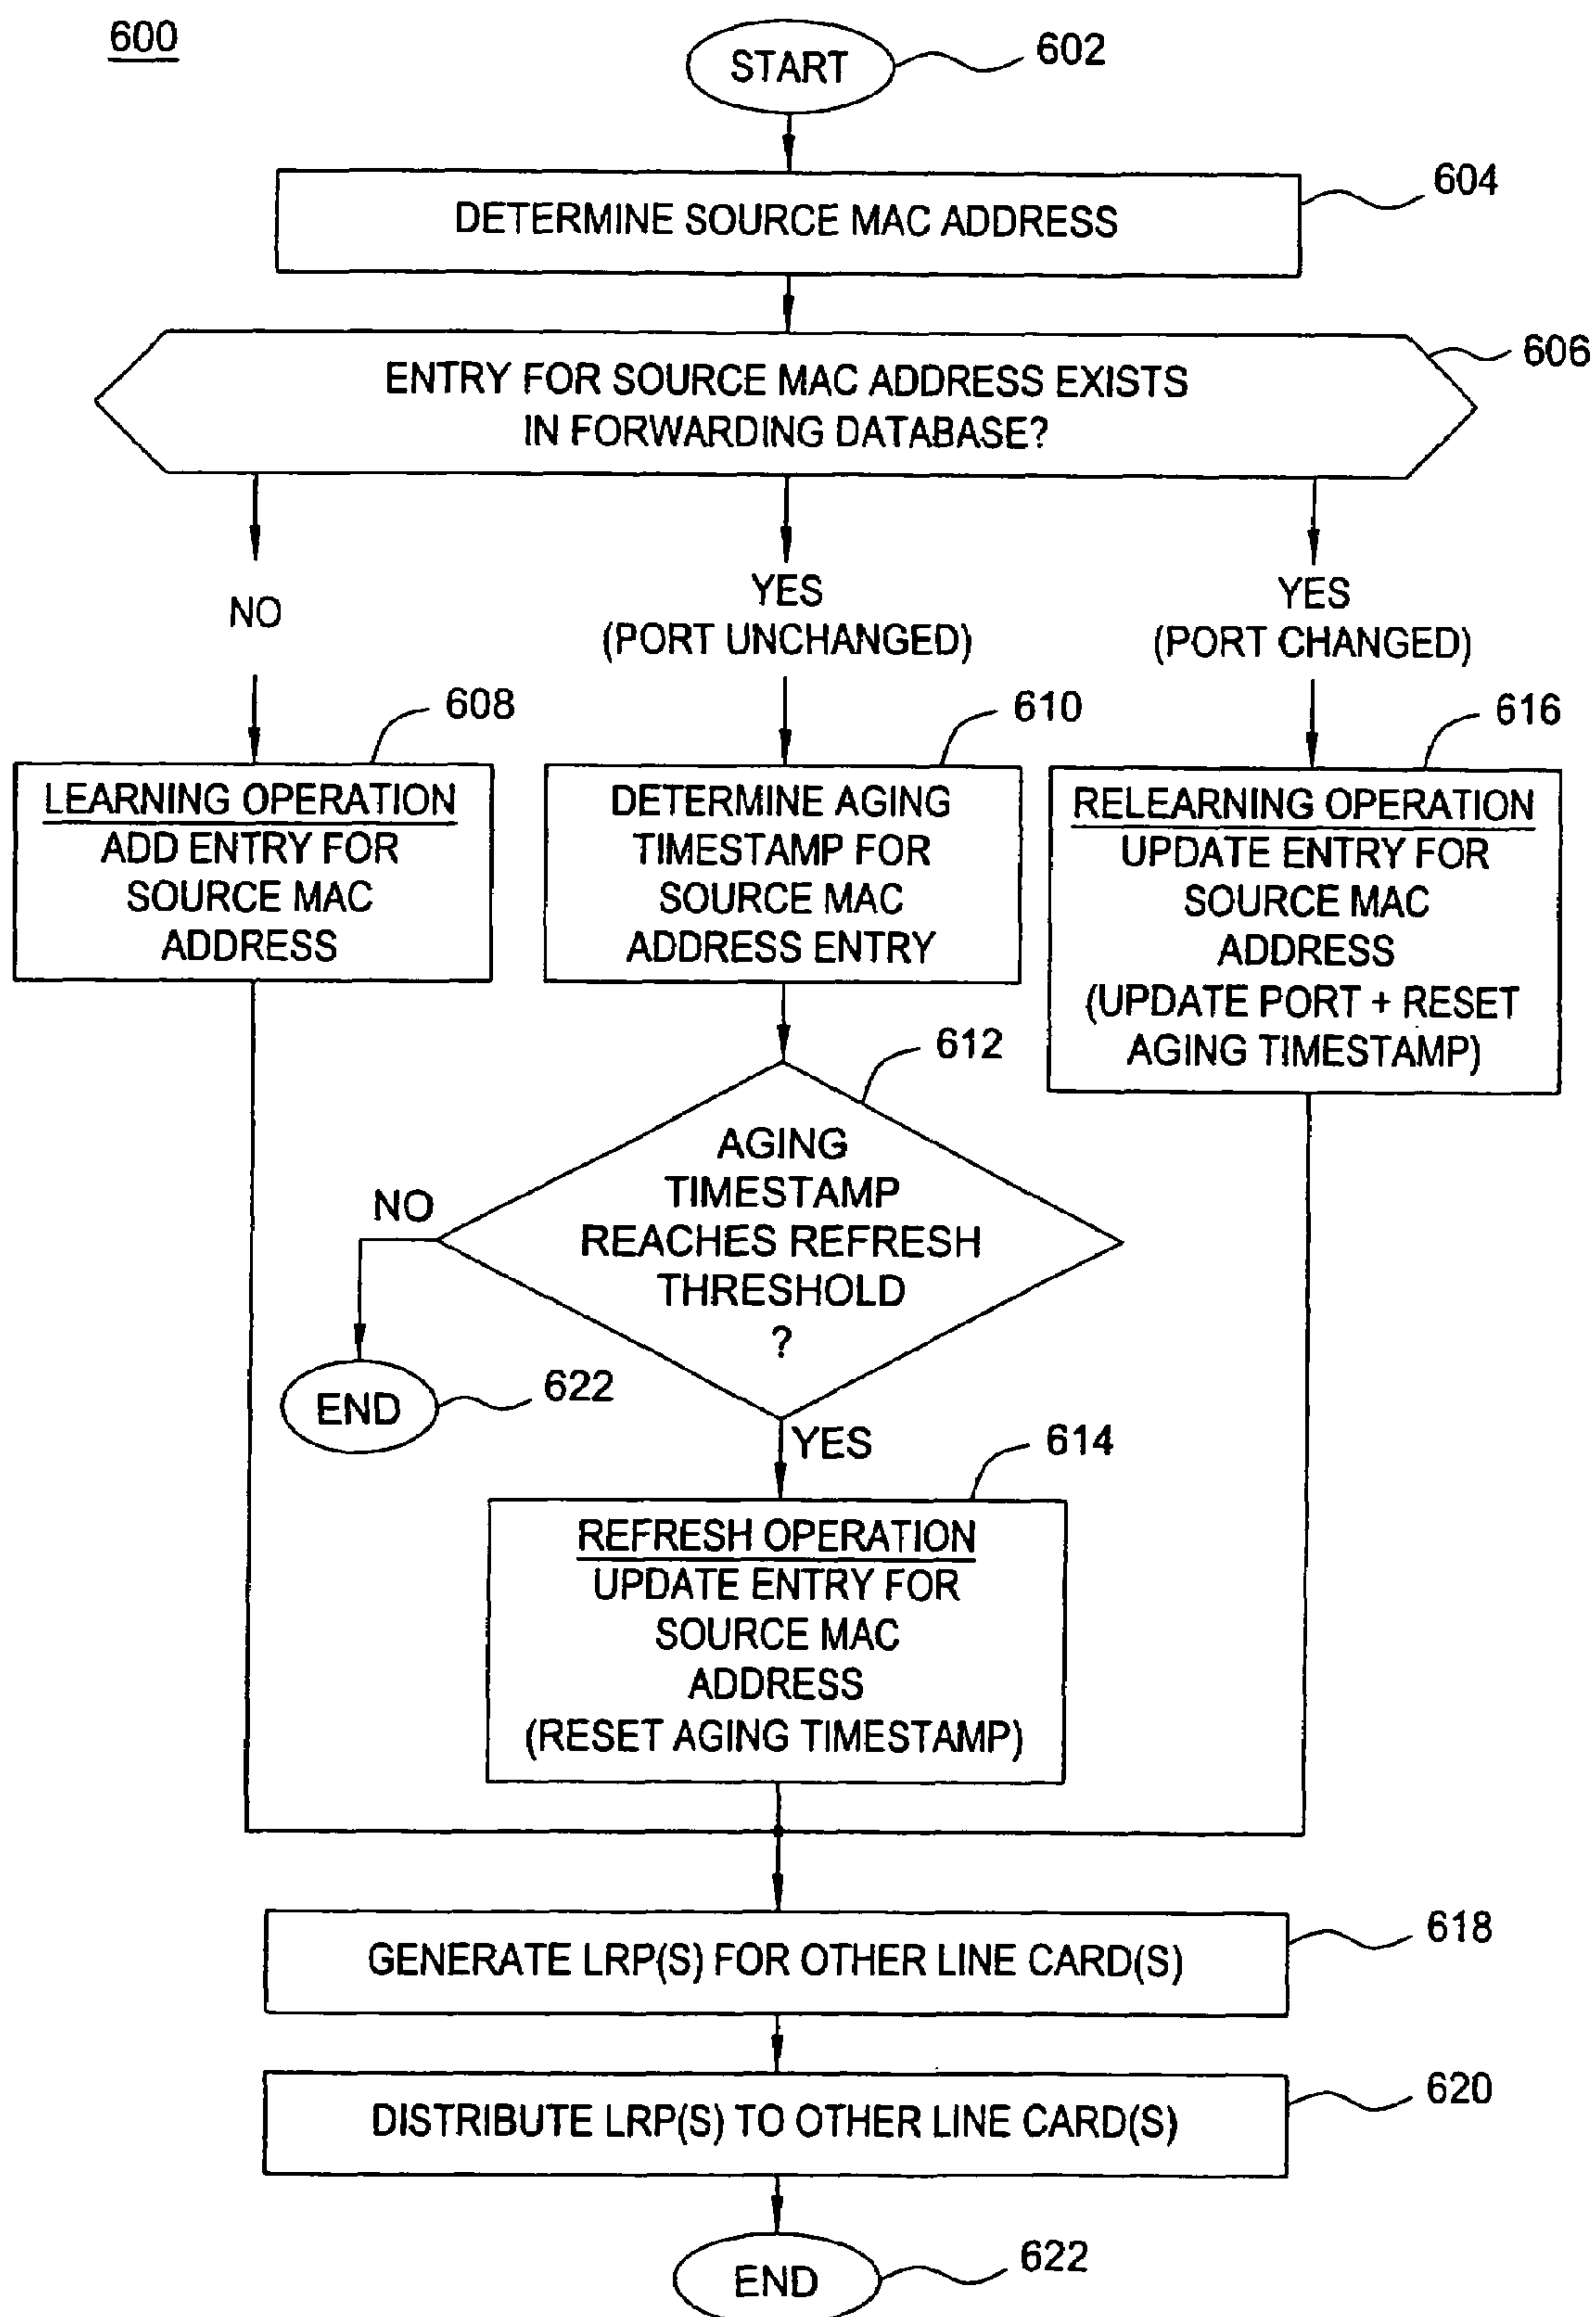 600
START
602
DETERMINE SOURCE MAC ADDRESS
604
ENTRY FOR SOURCE MAC ADDRESS EXISTS
IN FORWARDING DATABASE?
606
NO
YES
(PORT UNCHANGED)
YES
(PORT CHANGED)
608
LEARNING OPERATION
ADD ENTRY FOR
SOURCE MAC
ADDRESS
610
DETERMINE AGING
TIMESTAMP FOR
SOURCE MAC
ADDRESS ENTRY
616
RELEARNING OPERATION
UPDATE ENTRY FOR
SOURCE MAC
ADDRESS
(UPDATE PORT + RESET
AGING TIMESTAMP)
612
AGING
TIMESTAMP
REACHES REFRESH
THRESHOLD
?
NO
END
622
YES
614
REFRESH OPERATION
UPDATE ENTRY FOR
SOURCE MAC
ADDRESS
(RESET AGING TIMESTAMP)
GENERATE LRP(S) FOR OTHER LINE CARD(S)
618
DISTRIBUTE LRP(S) TO OTHER LINE CARD(S)
620
END
622